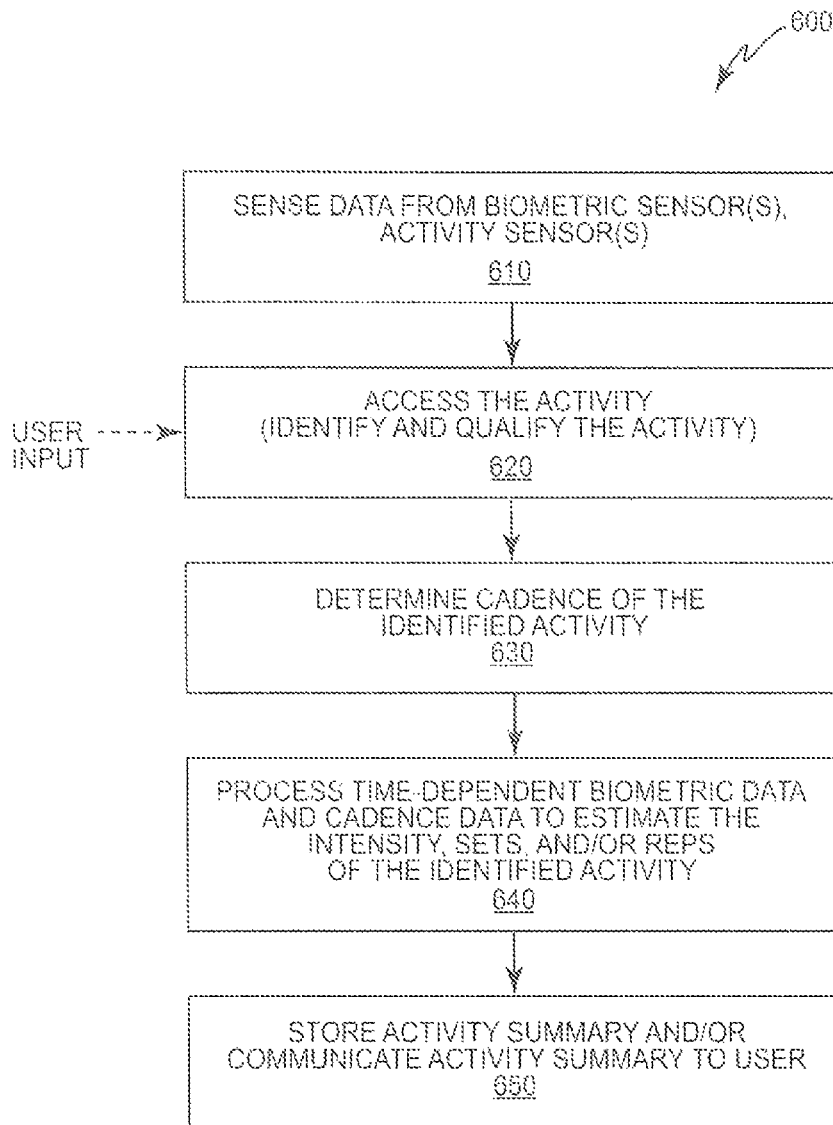 600
SENSE DATA FROM BIOMETRIC SENSOR(S),
ACTIVITY SENSOR(S)
610
USER
INPUT
ACCESS THE ACTIVITY
(IDENTIFY AND QUALIFY THE ACTIVITY)
620
DETERMINE CADENCE OF THE
IDENTIFIED ACTIVITY
630
PROCESS TIME-DEPENDENT BIOMETRIC DATA
AND CADENCE DATA TO ESTIMATE THE
INTENSITY, SETS, AND/OR REPS
OF THE IDENTIFIED ACTIVITY
640
STORE ACTIVITY SUMMARY AND/OR
COMMUNICATE ACTIVITY SUMMARY TO USER
650